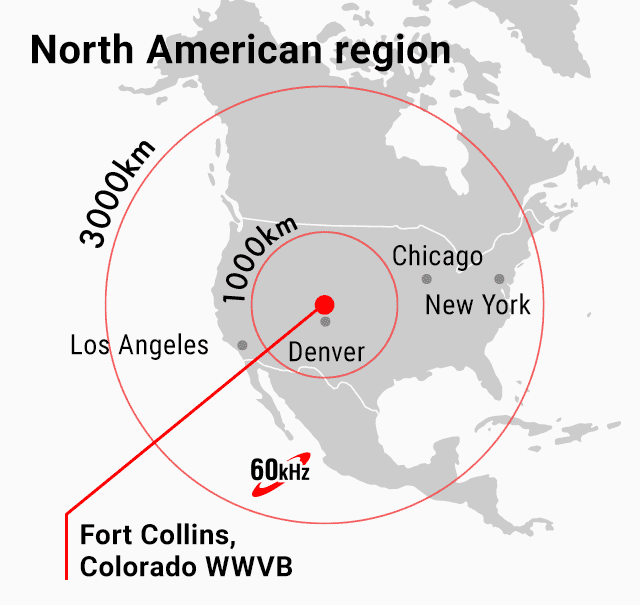 North American region
3000km
1000km
Chicago
New York
Los Angeles
Denver
60kHz
Fort Collins,
Colorado WWVB